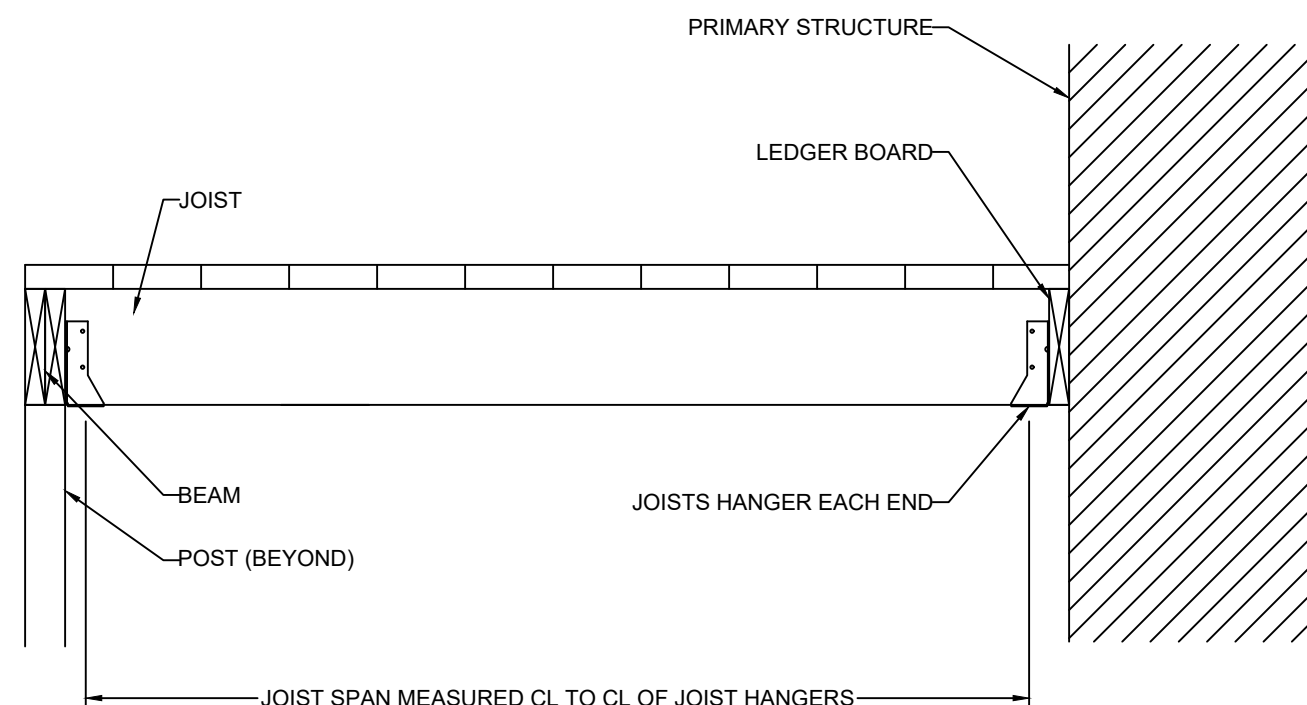 PRIMARY STRUCTURE
LEDGER BOARD
JOIST
BEAM
JOISTS HANGER EACH END
POST (BEYOND)
JOIST SPAN MEASURED CL TO CL OF JOIST HANGERS